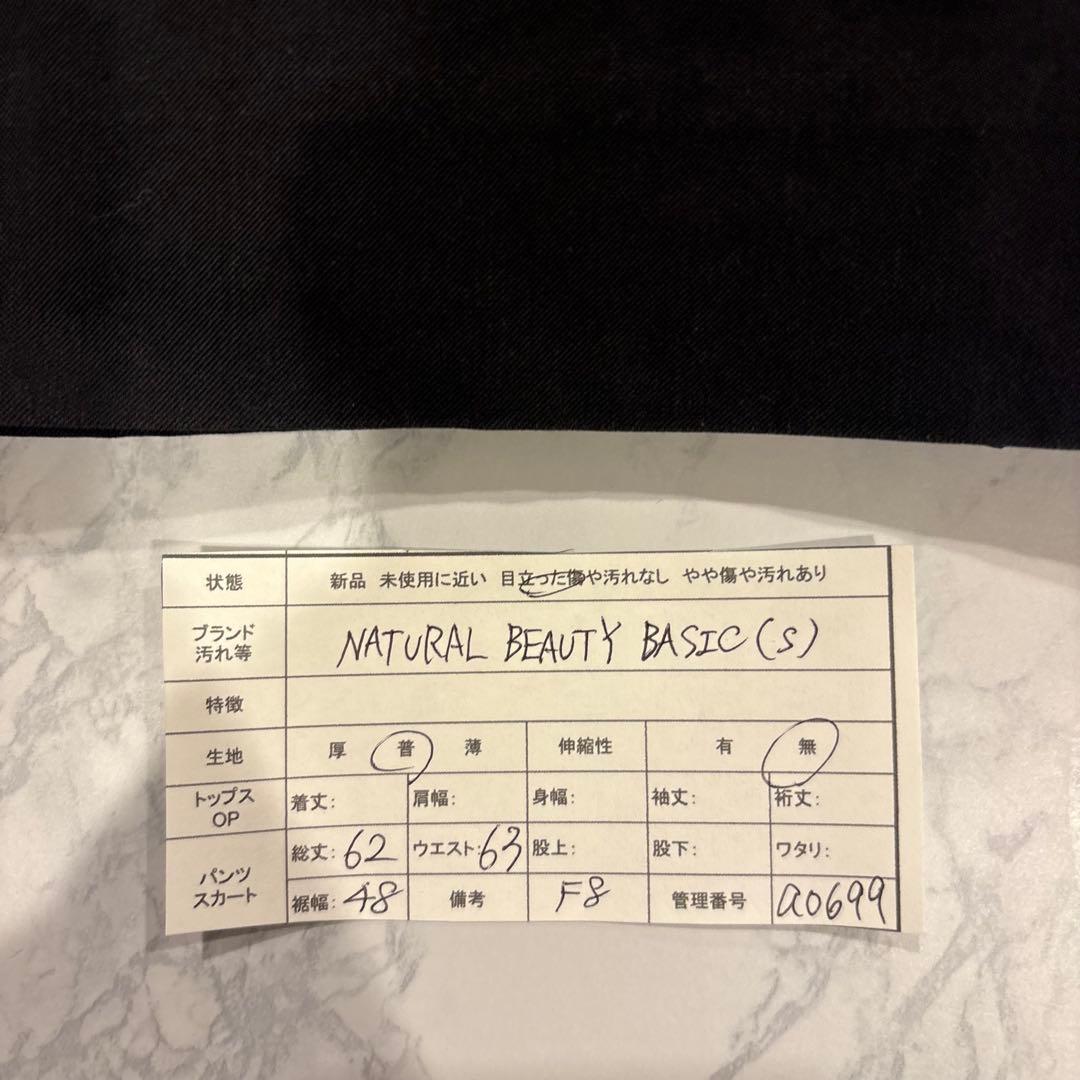 状態 新品 未使用に近い 目立った傷や汚れなし やや傷や汚れあり
ブランド
汚れ等 NATURAL BEAUTY BASIC(S)
特徴
生地 厚 普 薄 伸縮性 有 無
トップス
OP 着丈: 肩幅: 身幅: 袖丈: 裄丈:
パンツ
スカート
総丈:62 ウエスト:63 股上: 股下: ワタリ:
裾幅:48 備考 F8 管理番号 a0699